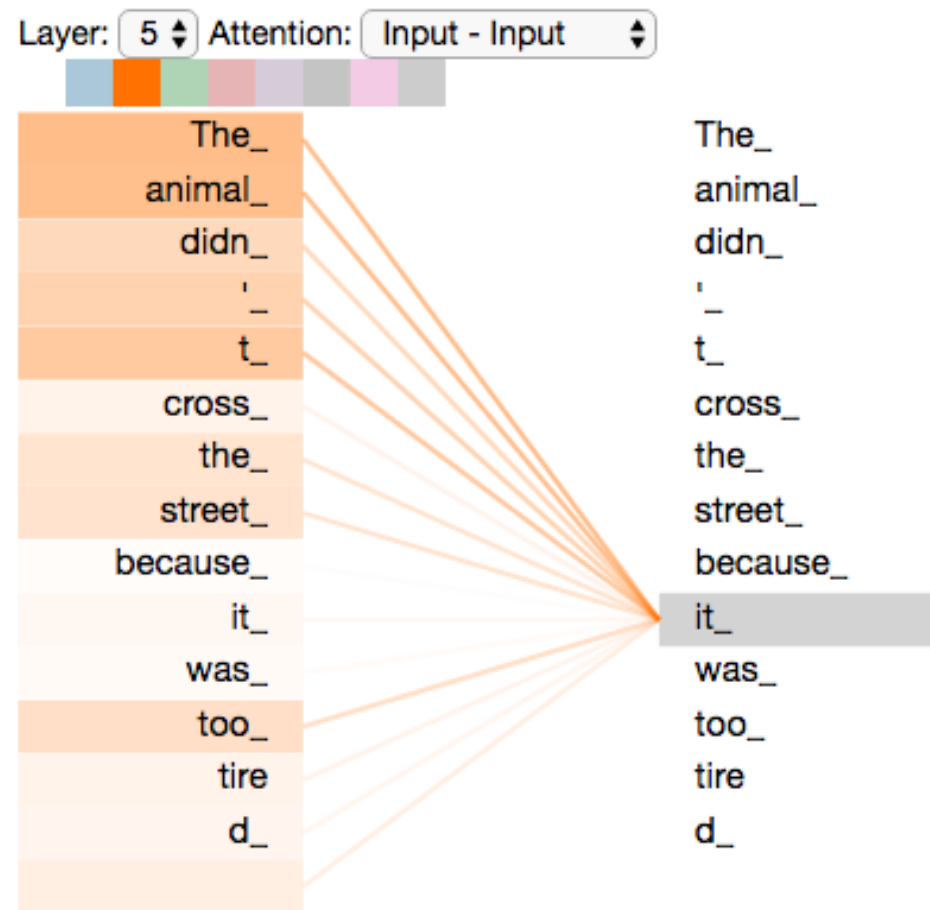 Layer: 5 Attention: Input - Input
The_ The_
animal_ animal_
didn_ didn_
'_ '_
t_ t_
cross_ cross_
the_ the_
street_ street_
because_ because_
it_ it_
was_ was_
too_ too_
tire tire
d_ d_